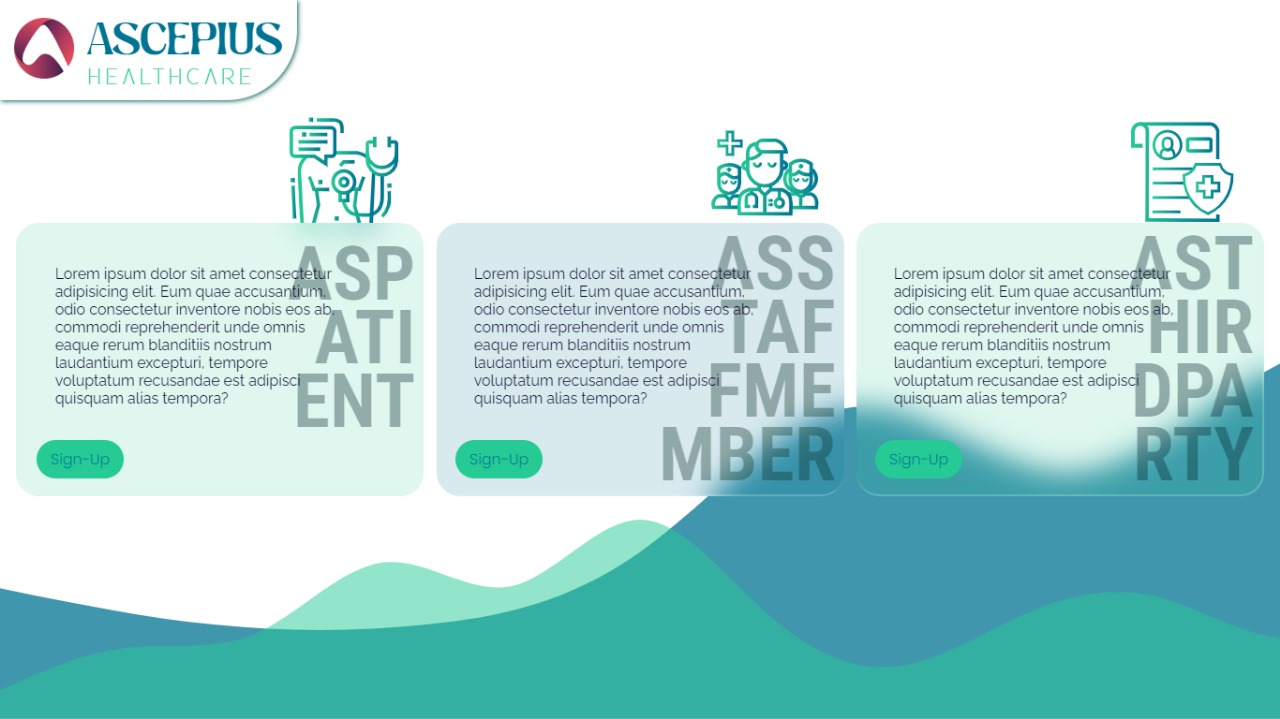 ASCEPIUS
HEALTHCARE
ASP
ATI
ENT
Lorem ipsum dolor sit amet consectetur
adipisicing elit. Eum quae accusantium,
odio consectetur inventore nobis eos ab,
commodi reprehenderit unde omnis
eaque rerum blanditiis nostrum
laudantium excepturi, tempore
voluptatum recusandae est adipisci
quisquam alias tempora?
Sign-Up
ASS
TAF
FME
MBER
Lorem ipsum dolor sit amet consectetur
adipisicing elit. Eum quae accusantium,
odio consectetur inventore nobis eos ab,
commodi reprehenderit unde omnis
eaque rerum blanditiis nostrum
laudantium excepturi, tempore
voluptatum recusandae est adipisci
quisquam alias tempora?
Sign-Up
AST
HIR
DPA
RTY
Lorem ipsum dolor sit amet consectetur
adipisicing elit. Eum quae accusantium,
odio consectetur inventore nobis eos ab,
commodi reprehenderit unde omnis
eaque rerum blanditiis nostrum
laudantium excepturi, tempore
voluptatum recusandae est adipisci
quisquam alias tempora?
Sign-Up